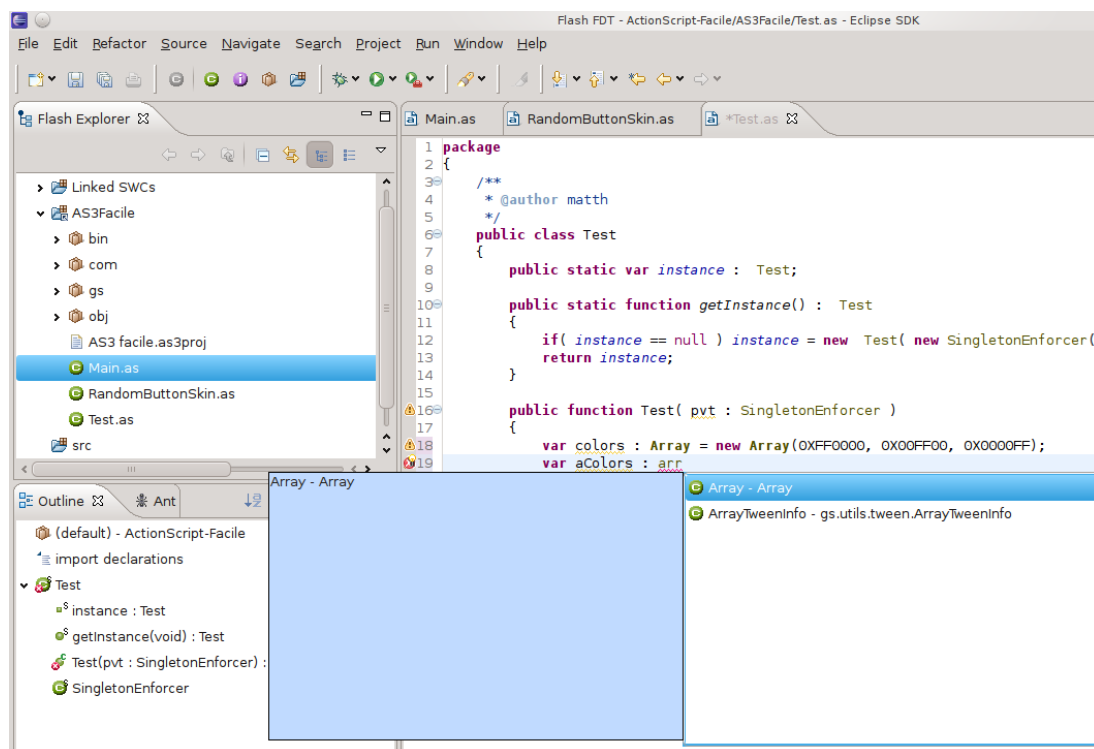 Flash FDT - ActionScript-Facile/AS3Facile/Test.as - Eclipse SDK
File Edit Refactor Source Navigate Search Project Run Window Help
Flash Explorer
Linked SWCs
AS3Facile
bin
com
gs
obj
AS3 facile.as3proj
Main.as
RandomButtonSkin.as
Test.as
src
Main.as RandomButtonSkin.as *Test.as
1 package
2 {
3 /**
4 * @author matth
5 */
6 public class Test
7 {
8 public static var instance : Test;
9
10 public static function getInstance() : Test
11 {
12 if( instance == null ) instance = new Test( new SingletonEnforcer(
13 return instance;
14 }
15
16 public function Test( pvt : SingletonEnforcer )
17 {
18 var colors : Array = new Array(0XFF0000, 0X00FF00, 0X0000FF);
19 var aColors : arr
Array - Array
Array - Array
ArrayTweenInfo - gs.utils.tween.ArrayTweenInfo
Outline Ant
(default) - ActionScript-Facile
import declarations
Test
instance : Test
getInstance(void) : Test
Test(pvt : SingletonEnforcer) :
SingletonEnforcer